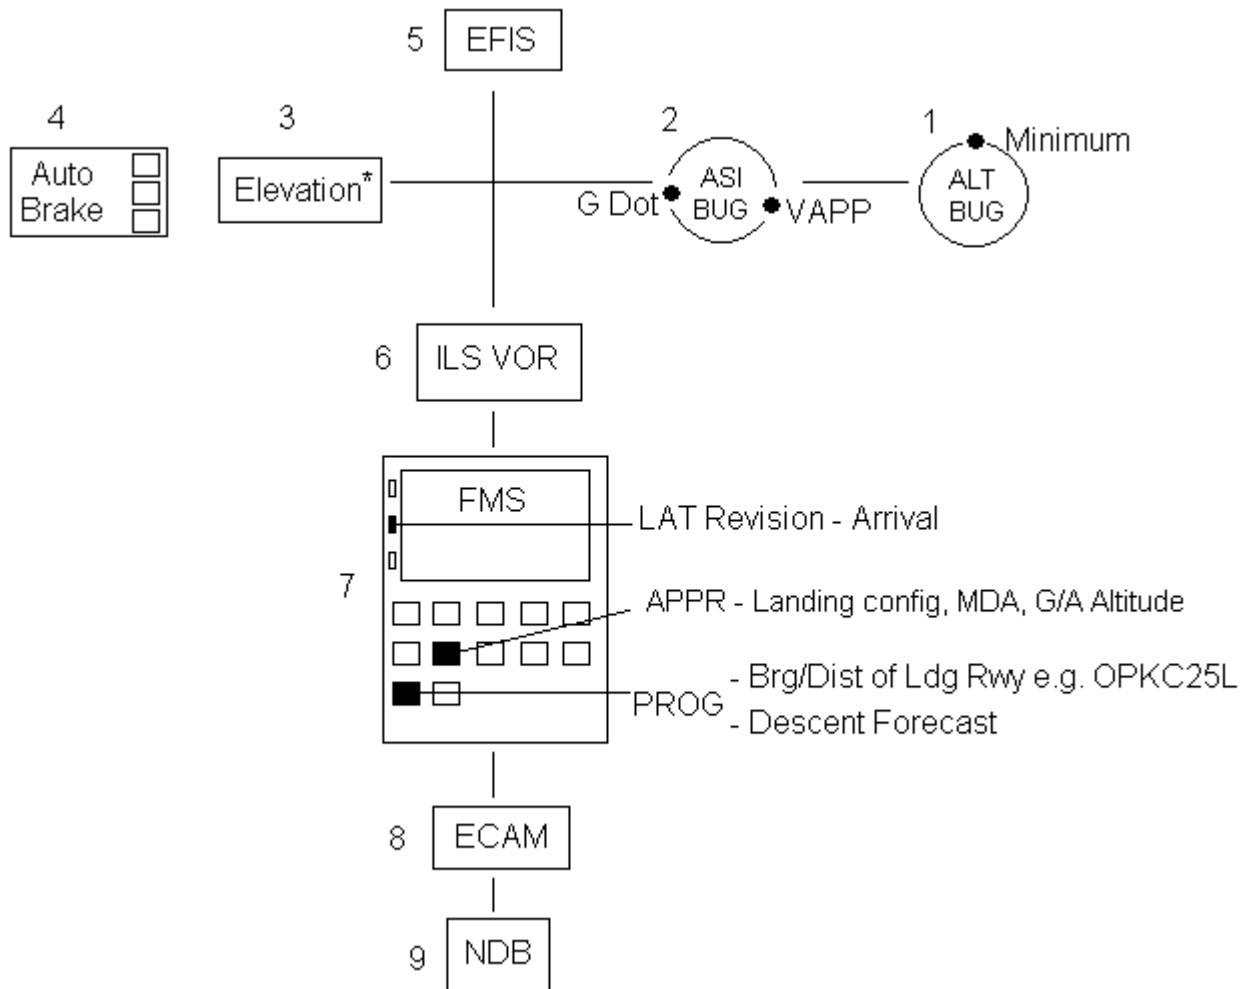 5
EFIS
4
3
2
1
Minimum
Auto
Brake
Elevation*
G Dot
ASI
BUG
VAPP
ALT
BUG
6
ILS VOR
7
FMS
LAT Revision - Arrival
APPR - Landing config, MDA, G/A Altitude
PROG
- Brg/Dist of Ldg Rwy e.g. OPKC25L
- Descent Forecast
8
ECAM
9
NDB